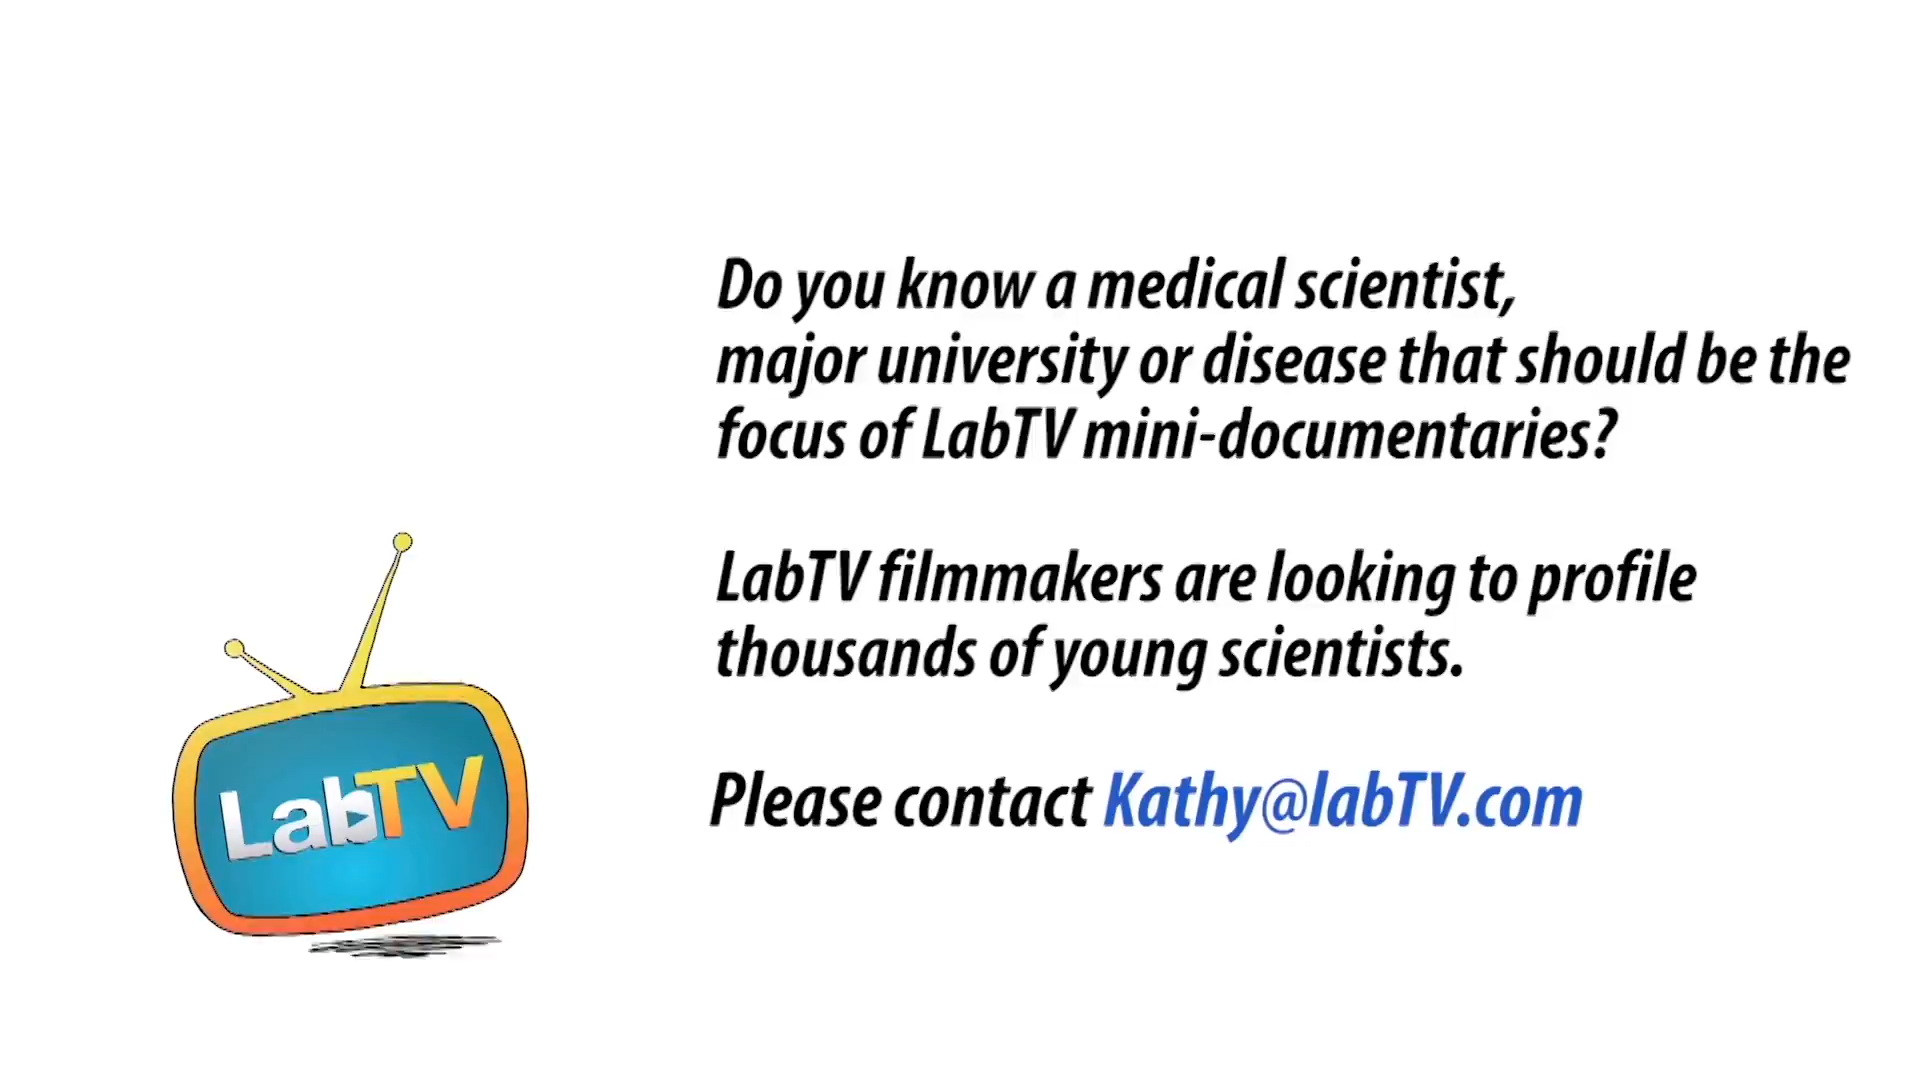 Do you know a medical scientist,
major university or disease that should be the
focus of LabTV mini-documentaries?
LabTV filmmakers are looking to profile
thousands of young scientists.
Please contact Kathy@labTV.com
LabTV